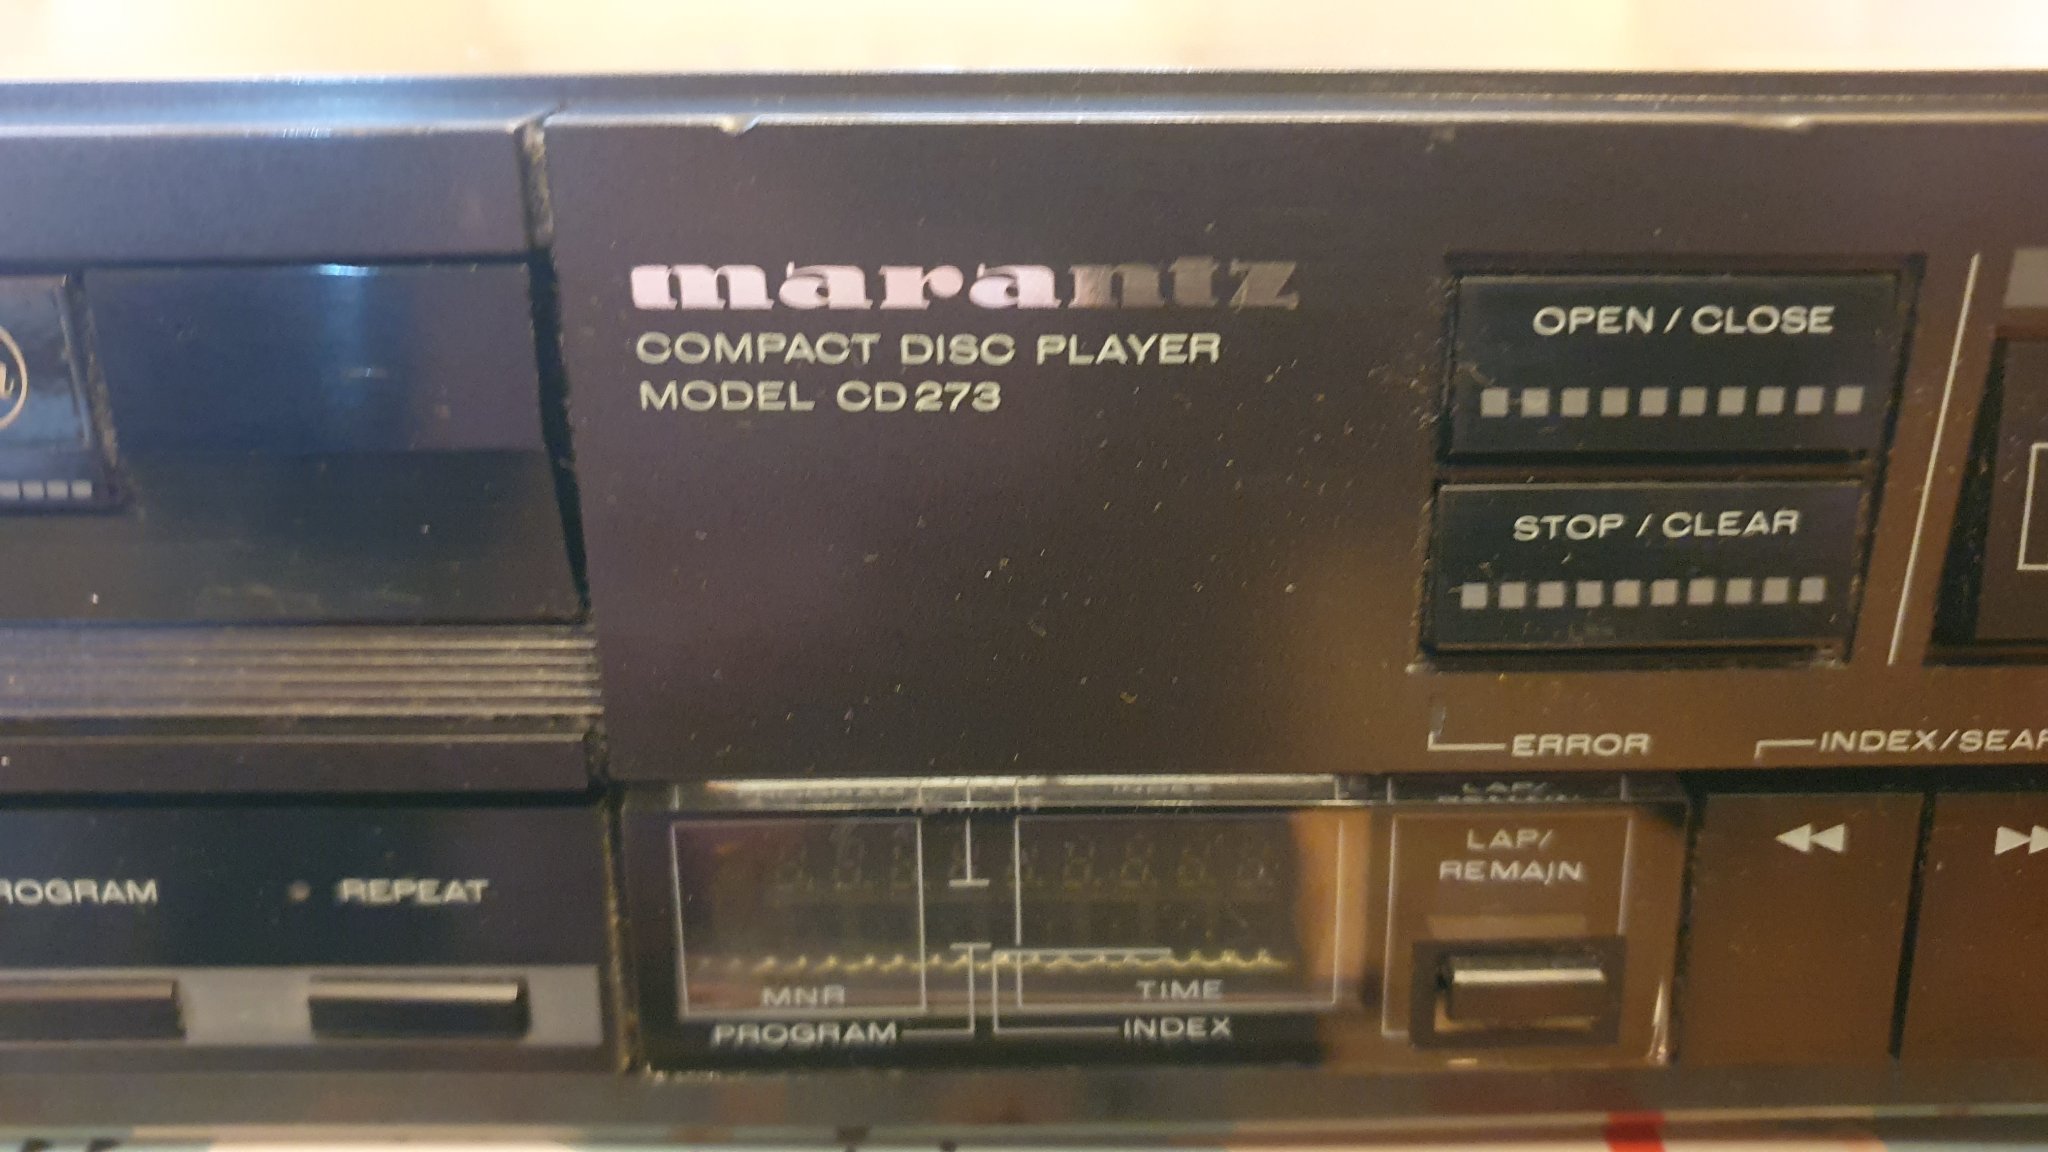 marantz
COMPACT DISC PLAYER
MODEL CD273
OPEN / CLOSE
STOP / CLEAR
ERROR
INDEX/SEAR
LAP/
REMAIN
ROGRAM
REPEAT
MNR
TIME
PROGRAM
INDEX